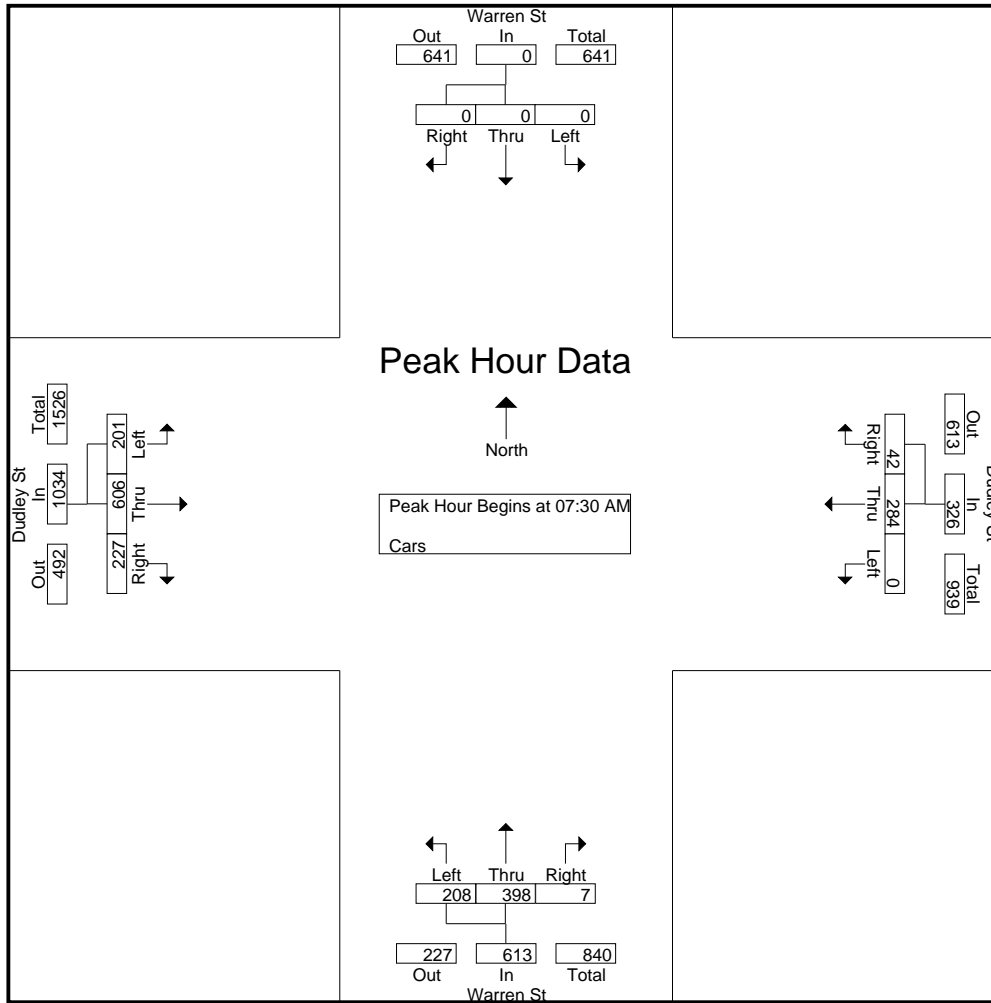 Warren St
Out In Total
641 0 641
0 0 0
Right Thru Left
Peak Hour Data
North
Peak Hour Begins at 07:30 AM
Cars
Dudley St
Total In Out
1526 1034 492
201 606 227
Left Thru Right
Dudley St
Out In Total
613 326 939
42 284 0
Right Thru Left
Left Thru Right
208 398 7
227 613 840
Out In Total
Warren St